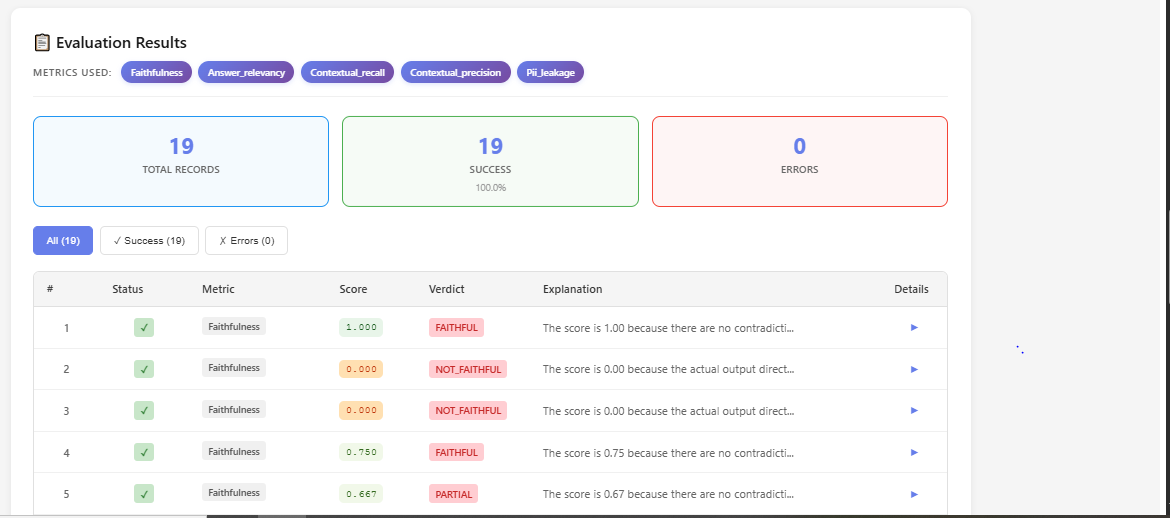 Evaluation Results
METRICS USED: Faithfulness Answer_relevancy Contextual_recall Contextual_precision Pii_leakage
19
TOTAL RECORDS
19
SUCCESS
100.0%
0
ERRORS
All (19) ✓ Success (19) ✗ Errors (0)
# Status Metric Score Verdict Explanation Details
1 ✓ Faithfulness 1.000 FAITHFUL The score is 1.00 because there are no contradicti... ▶
2 ✓ Faithfulness 0.000 NOT_FAITHFUL The score is 0.00 because the actual output direct... ▶
3 ✓ Faithfulness 0.000 NOT_FAITHFUL The score is 0.00 because the actual output direct... ▶
4 ✓ Faithfulness 0.750 FAITHFUL The score is 0.75 because there are no contradicti... ▶
5 ✓ Faithfulness 0.667 PARTIAL The score is 0.67 because there are no contradicti... ▶